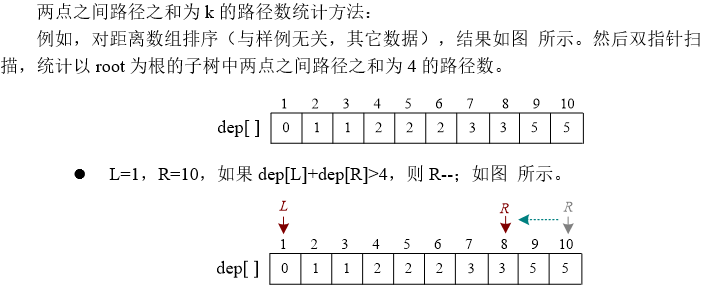 两点之间路径之和为 k 的路径数统计方法：
例如，对距离数组排序（与样例无关，其它数据），结果如图 所示。然后双指针扫
描，统计以 root 为根的子树中两点之间路径之和为 4 的路径数。
1 2 3 4 5 6 7 8 9 10
dep[ ] 0 1 1 2 2 2 3 3 5 5
● L=1，R=10，如果 dep[L]+dep[R]>4，则 R--；如图 所示。
L R R
1 2 3 4 5 6 7 8 9 10
dep[ ] 0 1 1 2 2 2 3 3 5 5